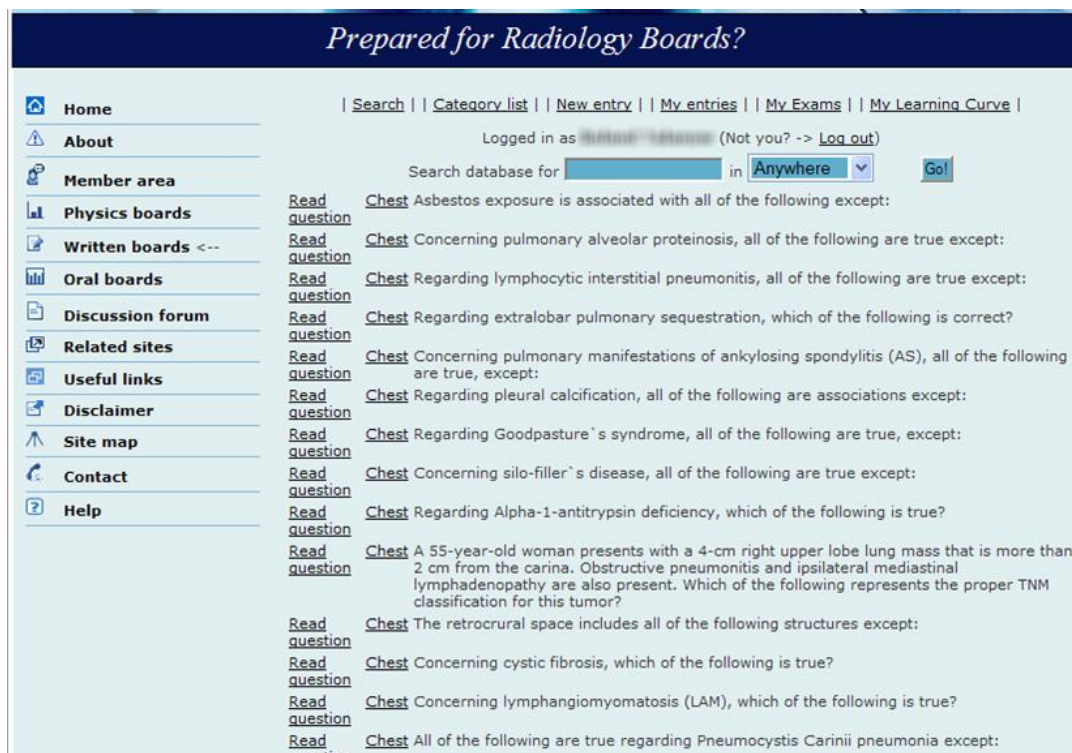 Prepared for Radiology Boards?
Home
About
Member area
Physics boards
Written boards <--
Oral boards
Discussion forum
Related sites
Useful links
Disclaimer
Site map
Contact
Help
| Search | | Category list | | New entry | | My entries | | My Exams | | My Learning Curve |
Logged in as (Not you? -> Log out)
Search database for in Anywhere Go!
Read Chest Asbestos exposure is associated with all of the following except:
question
Read Chest Concerning pulmonary alveolar proteinosis, all of the following are true except:
question
Read Chest Regarding lymphocytic interstitial pneumonitis, all of the following are true except:
question
Read Chest Regarding extralobar pulmonary sequestration, which of the following is correct?
question
Read Chest Concerning pulmonary manifestations of ankylosing spondylitis (AS), all of the following
question are true, except:
Read Chest Regarding pleural calcification, all of the following are associations except:
question
Read Chest Regarding Goodpasture`s syndrome, all of the following are true, except:
question
Read Chest Concerning silo-filler`s disease, all of the following are true except:
question
Read Chest Regarding Alpha-1-antitrypsin deficiency, which of the following is true?
question
Read Chest A 55-year-old woman presents with a 4-cm right upper lobe lung mass that is more than
question 2 cm from the carina. Obstructive pneumonitis and ipsilateral mediastinal
lymphadenopathy are also present. Which of the following represents the proper TNM
classification for this tumor?
Read Chest The retrocrural space includes all of the following structures except:
question
Read Chest Concerning cystic fibrosis, which of the following is true?
question
Read Chest Concerning lymphangiomyomatosis (LAM), which of the following is true?
question
Read Chest All of the following are true regarding Pneumocystis Carinii pneumonia except: